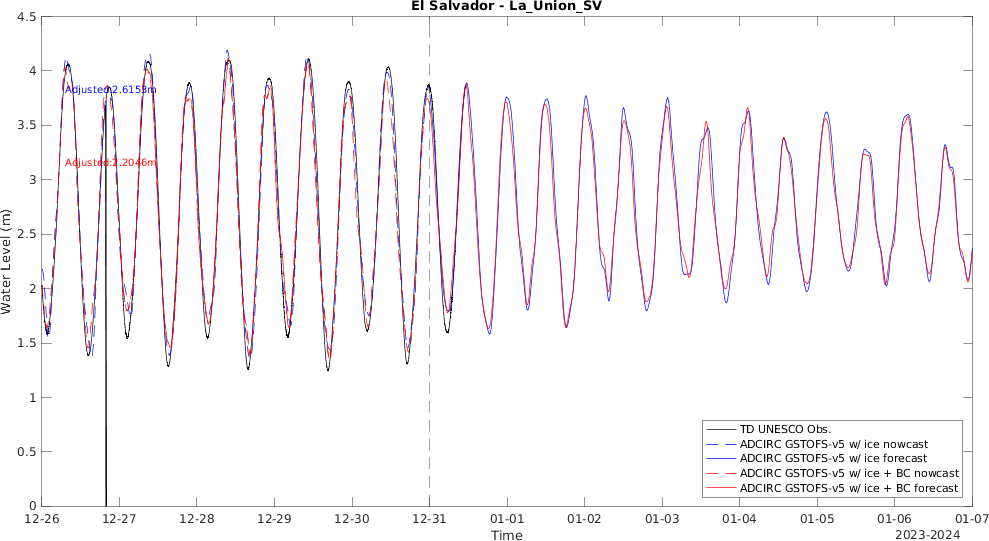 El Salvador - La_Union_SV
Water Level (m)
4.5
4
3.5
3
2.5
2
1.5
1
0.5
0
Adjusted:2.6153m
Adjusted:2.2046m
TD UNESCO Obs.
ADCIRC GSTOFS-v5 w/ ice nowcast
ADCIRC GSTOFS-v5 w/ ice forecast
ADCIRC GSTOFS-v5 w/ ice + BC nowcast
ADCIRC GSTOFS-v5 w/ ice + BC forecast
12-26 12-27 12-28 12-29 12-30 12-31 01-01 01-02 01-03 01-04 01-05 01-06 01-07
Time
2023-2024